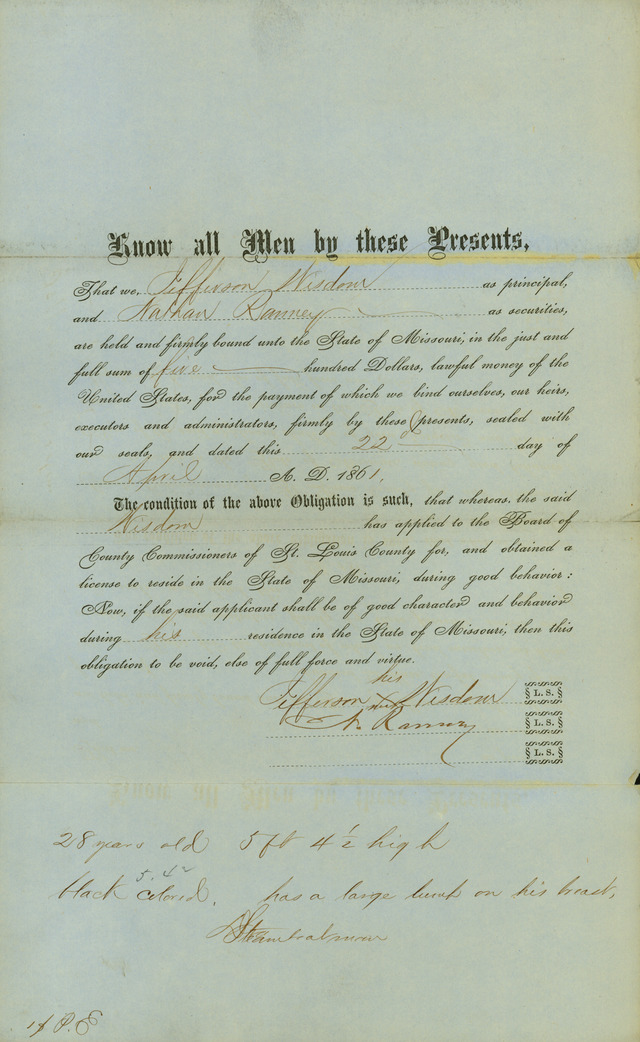 Know all Men by these Presents,
That we, Jefferson Wisdom as principal,
and Nathan Ranney as securities,
are held and firmly bound unto the State of Missouri, in the just and
full sum of five hundred Dollars, lawful money of the
United States, for the payment of which we bind ourselves, our heirs,
executors and administrators, firmly by these presents, sealed with
our seals, and dated this 22 day of
April A. D. 1861,
The condition of the above Obligation is such, that whereas, the said
Wisdom has applied to the Board of
County Commissioners of St. Louis County for, and obtained a
license to reside in the State of Missouri, during good behavior :
Now, if the said applicant shall be of good character and behavior
during his residence in the State of Missouri, then this
obligation to be void, else of full force and virtue.
his
Jefferson X Wisdom L. S.
mark
N. Ranney L. S.
L. S.
28 years old 5 ft 4 1/2 high
5.4 1/2
black colored, has a large lump on his breast,
Steamboatman